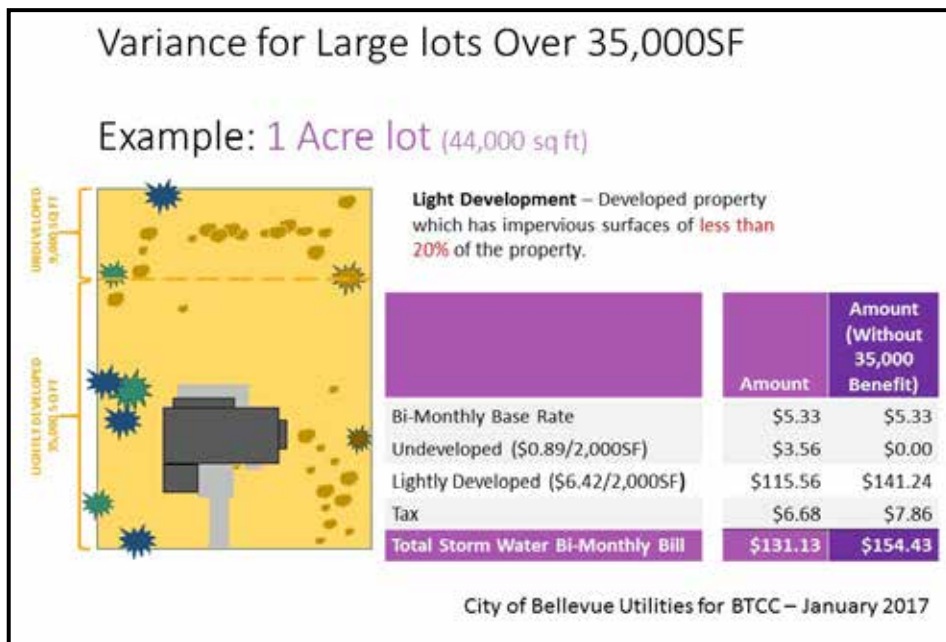 Variance for Large lots Over 35,000SF
Example: 1 Acre lot (44,000 sq ft)
UNDEVELOPED
9,000 SQ FT
LIGHTLY DEVELOPED
35,000 SQ FT
Light Development – Developed property
which has impervious surfaces of less than
20% of the property.
Amount
Amount
(Without
35,000
Benefit)
Bi-Monthly Base Rate $5.33 $5.33
Undeveloped ($0.89/2,000SF) $3.56 $0.00
Lightly Developed ($6.42/2,000SF) $115.56 $141.24
Tax $6.68 $7.86
Total Storm Water Bi-Monthly Bill $131.13 $154.43
City of Bellevue Utilities for BTCC – January 2017